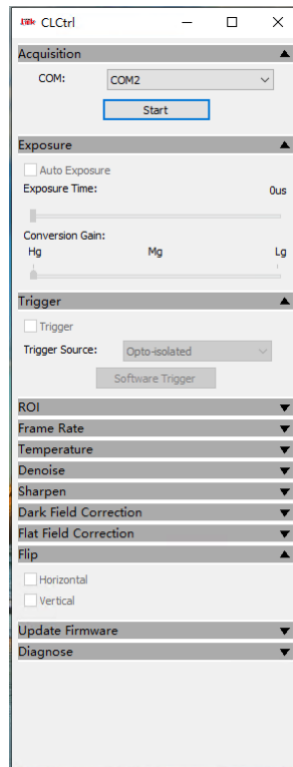 CLCtrl
Acquisition
COM: COM2
Start
Exposure
Auto Exposure
Exposure Time: 0us
Conversion Gain:
Hg Mg Lg
Trigger
Trigger
Trigger Source: Opto-isolated
Software Trigger
ROI
Frame Rate
Temperature
Denoise
Sharpen
Dark Field Correction
Flat Field Correction
Flip
Horizontal
Vertical
Update Firmware
Diagnose